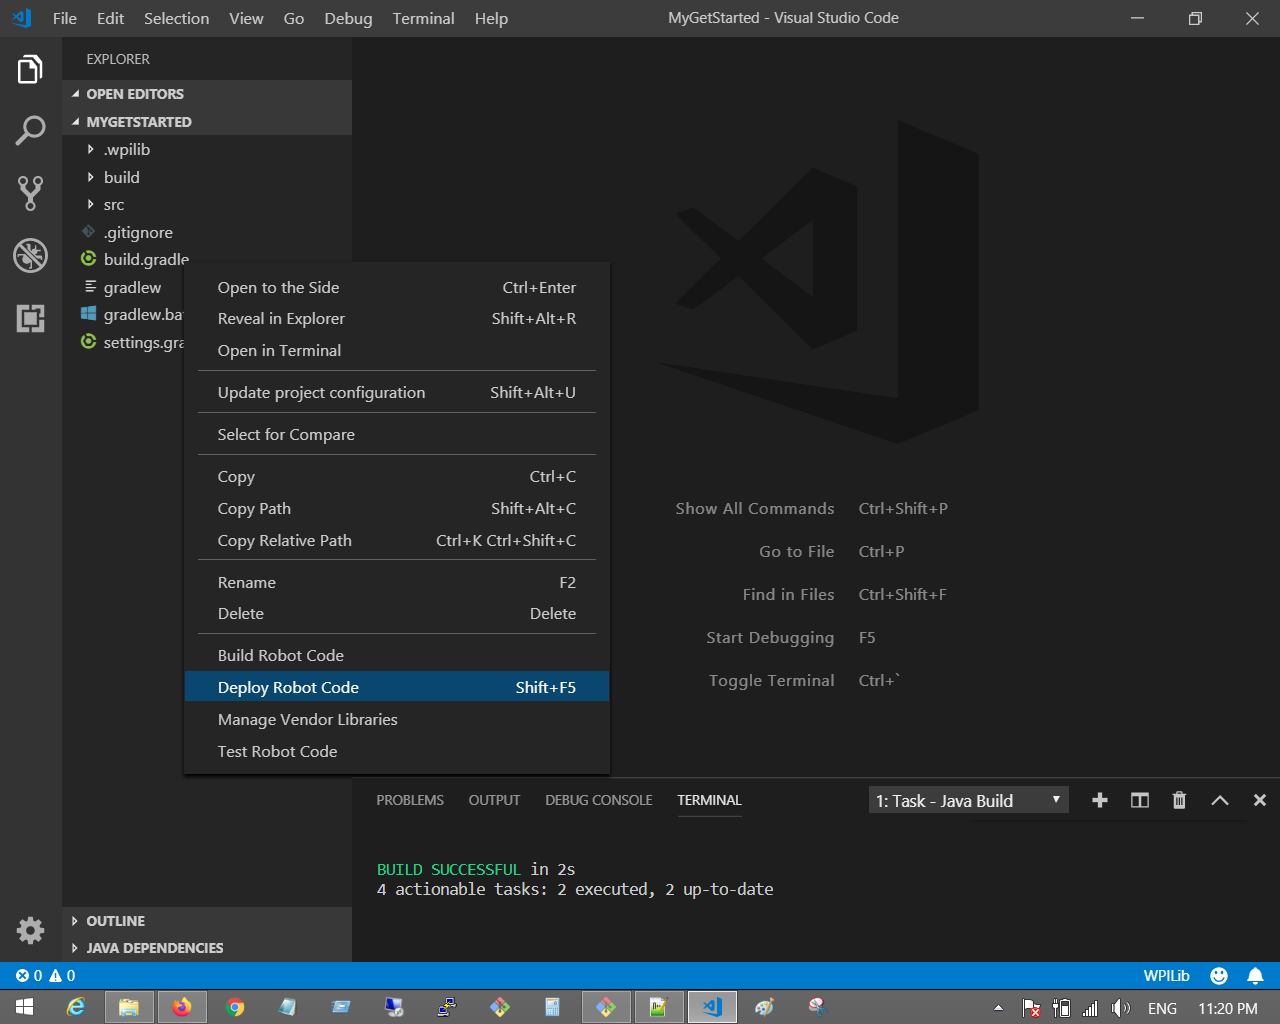 File Edit Selection View Go Debug Terminal Help MyGetStarted - Visual Studio Code
EXPLORER
OPEN EDITORS
MYGETSTARTED
.wpilib
build
src
.gitignore
build.gradle
gradlew
gradlew.ba
settings.gra
Open to the Side Ctrl+Enter
Reveal in Explorer Shift+Alt+R
Open in Terminal
Update project configuration Shift+Alt+U
Select for Compare
Copy Ctrl+C
Copy Path Shift+Alt+C
Copy Relative Path Ctrl+K Ctrl+Shift+C
Rename F2
Delete Delete
Build Robot Code
Deploy Robot Code Shift+F5
Manage Vendor Libraries
Test Robot Code
Show All Commands Ctrl+Shift+P
Go to File Ctrl+P
Find in Files Ctrl+Shift+F
Start Debugging F5
Toggle Terminal Ctrl+`
PROBLEMS OUTPUT DEBUG CONSOLE TERMINAL 1: Task - Java Build
BUILD SUCCESSFUL in 2s
4 actionable tasks: 2 executed, 2 up-to-date
OUTLINE
JAVA DEPENDENCIES
0 0 WPILib
ENG 11:20 PM